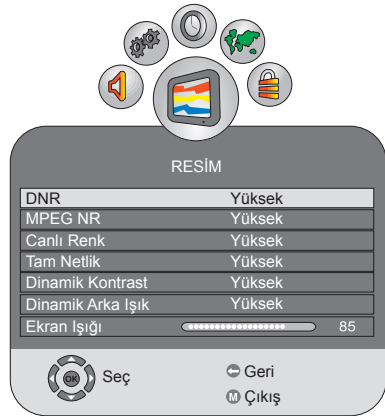 RESİM
DNR Yüksek
MPEG NR Yüksek
Canlı Renk Yüksek
Tam Netlik Yüksek
Dinamik Kontrast Yüksek
Dinamik Arka Işık Yüksek
Ekran Işığı 85
OK Seç
Geri
M Çıkış